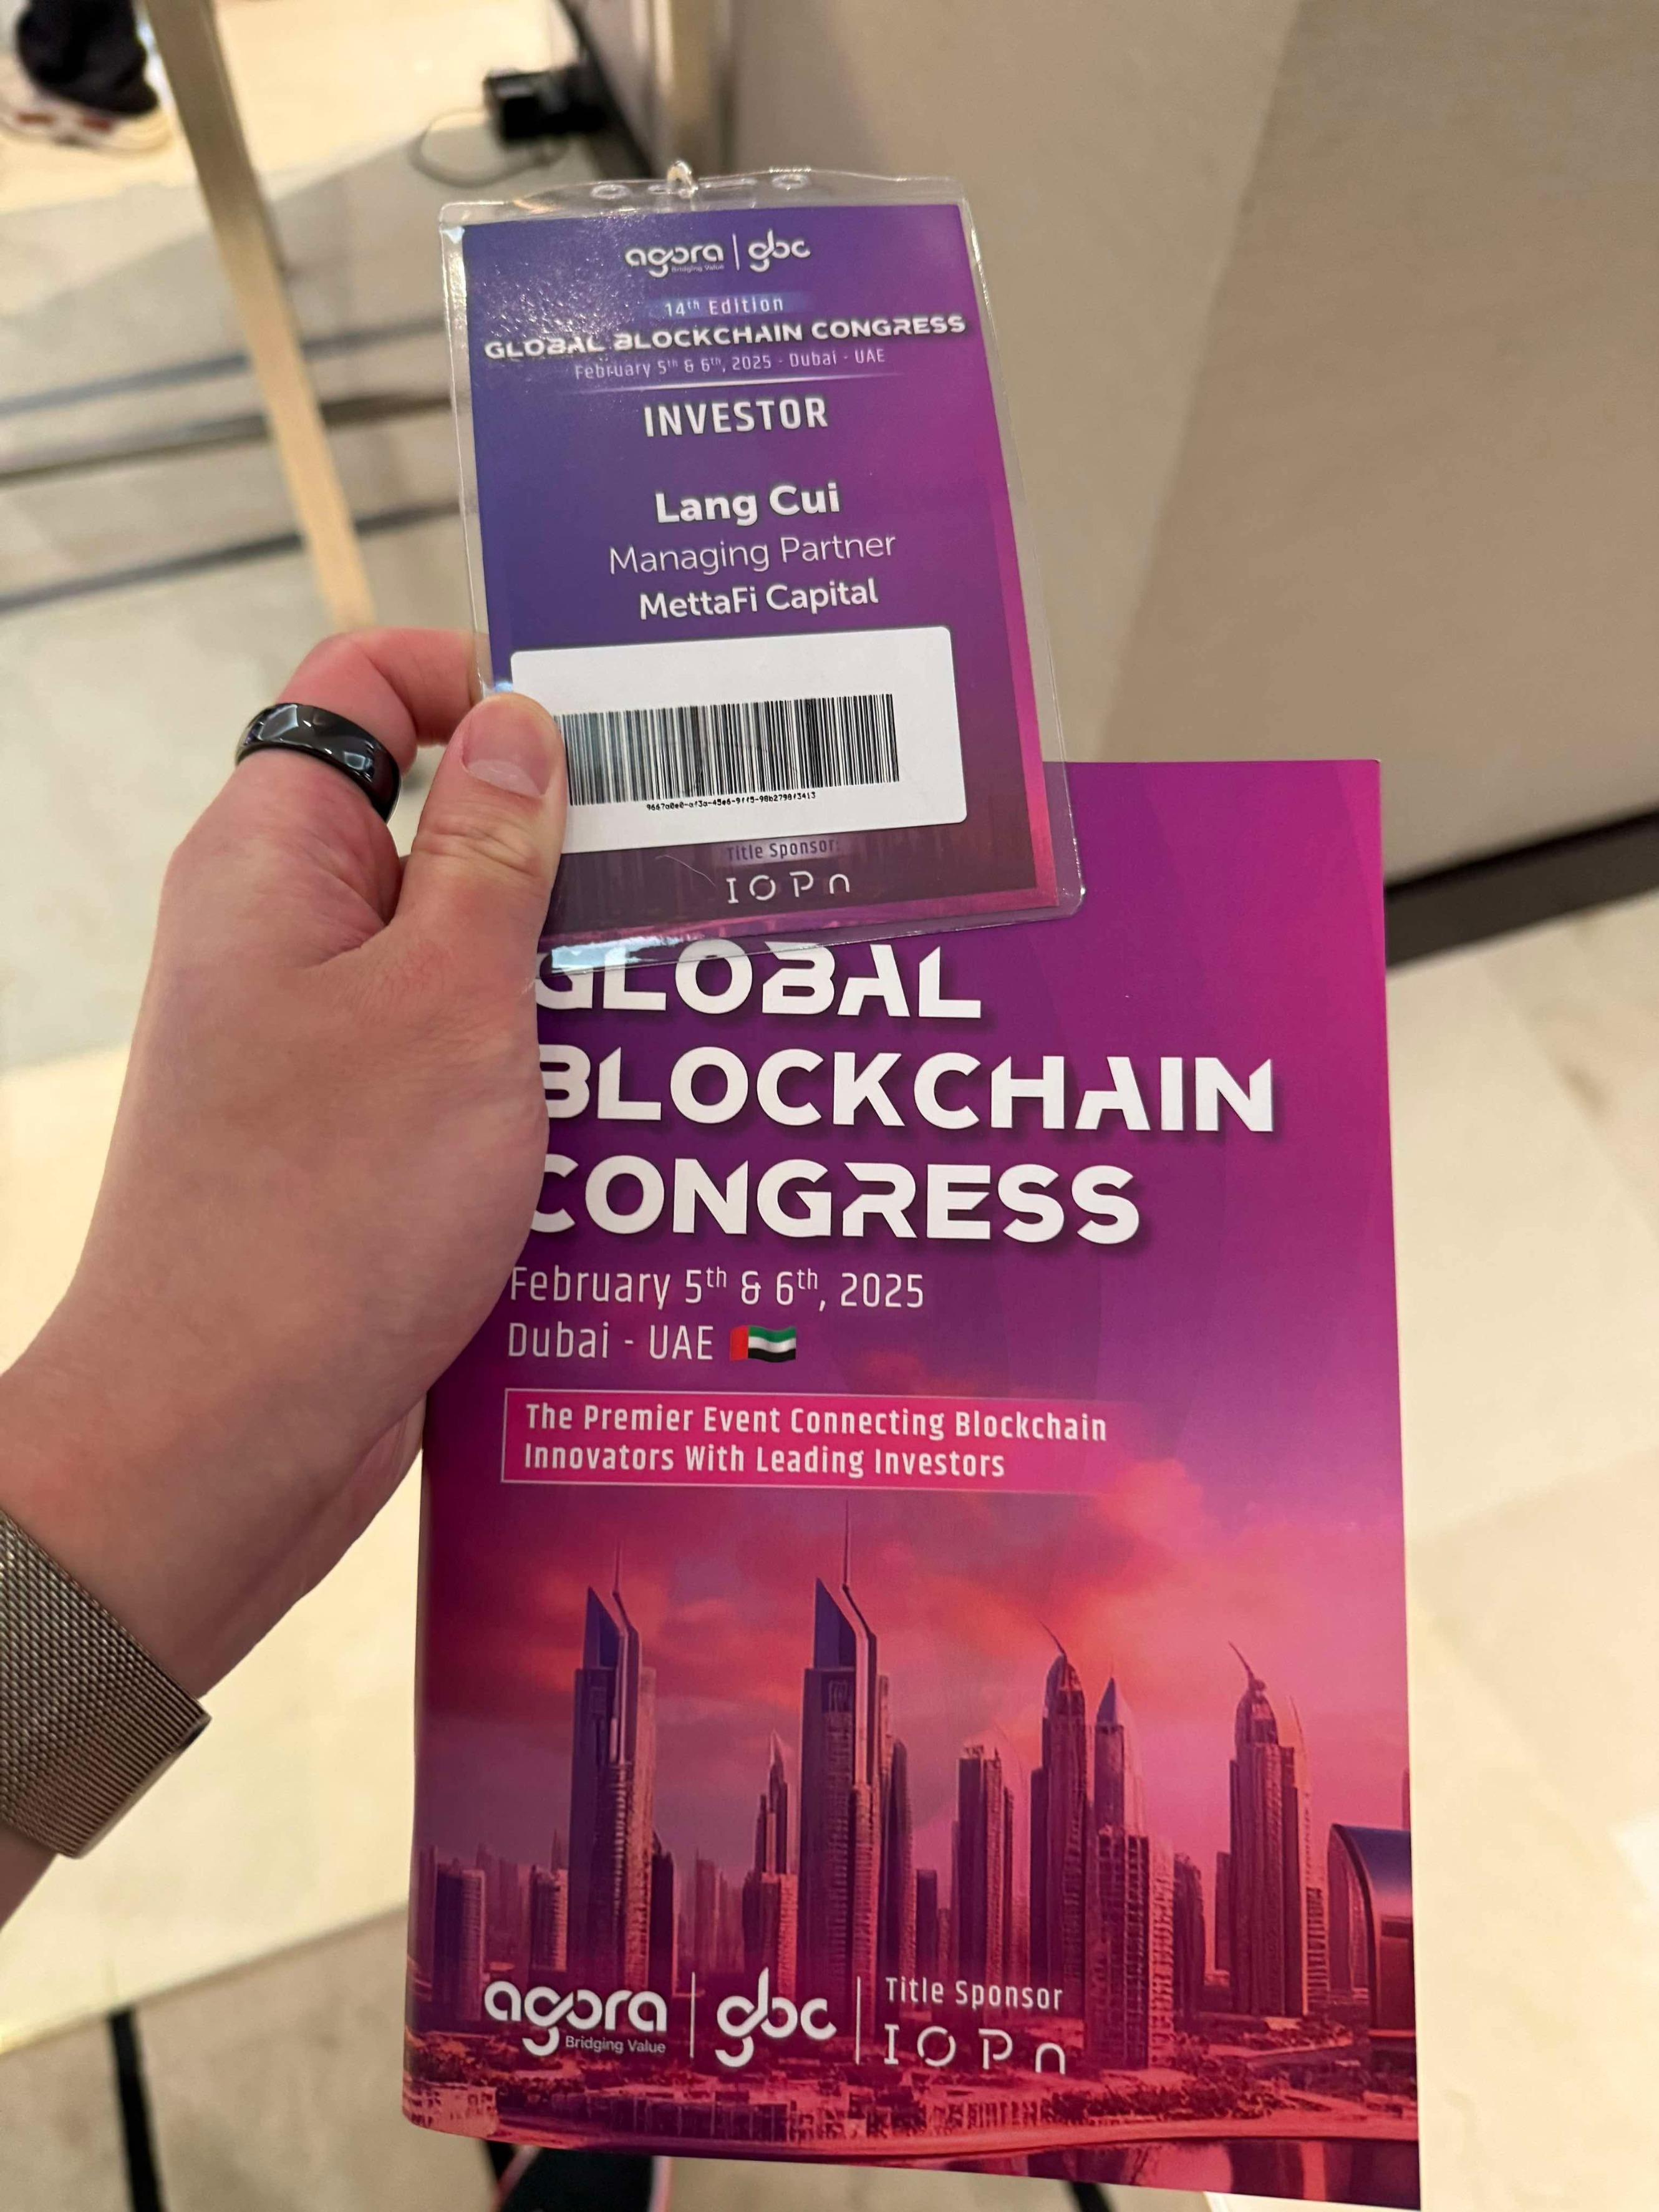 agora | gbc
Bridging Value
14th Edition
GLOBAL BLOCKCHAIN CONGRESS
February 5th & 6th, 2025 - Dubai - UAE
INVESTOR
Lang Cui
Managing Partner
MettaFi Capital
Title Sponsor:
IOPn
GLOBAL
BLOCKCHAIN
CONGRESS
February 5th & 6th, 2025
Dubai - UAE
The Premier Event Connecting Blockchain
Innovators With Leading Investors
agora | gbc
Bridging Value
Title Sponsor
IOPn